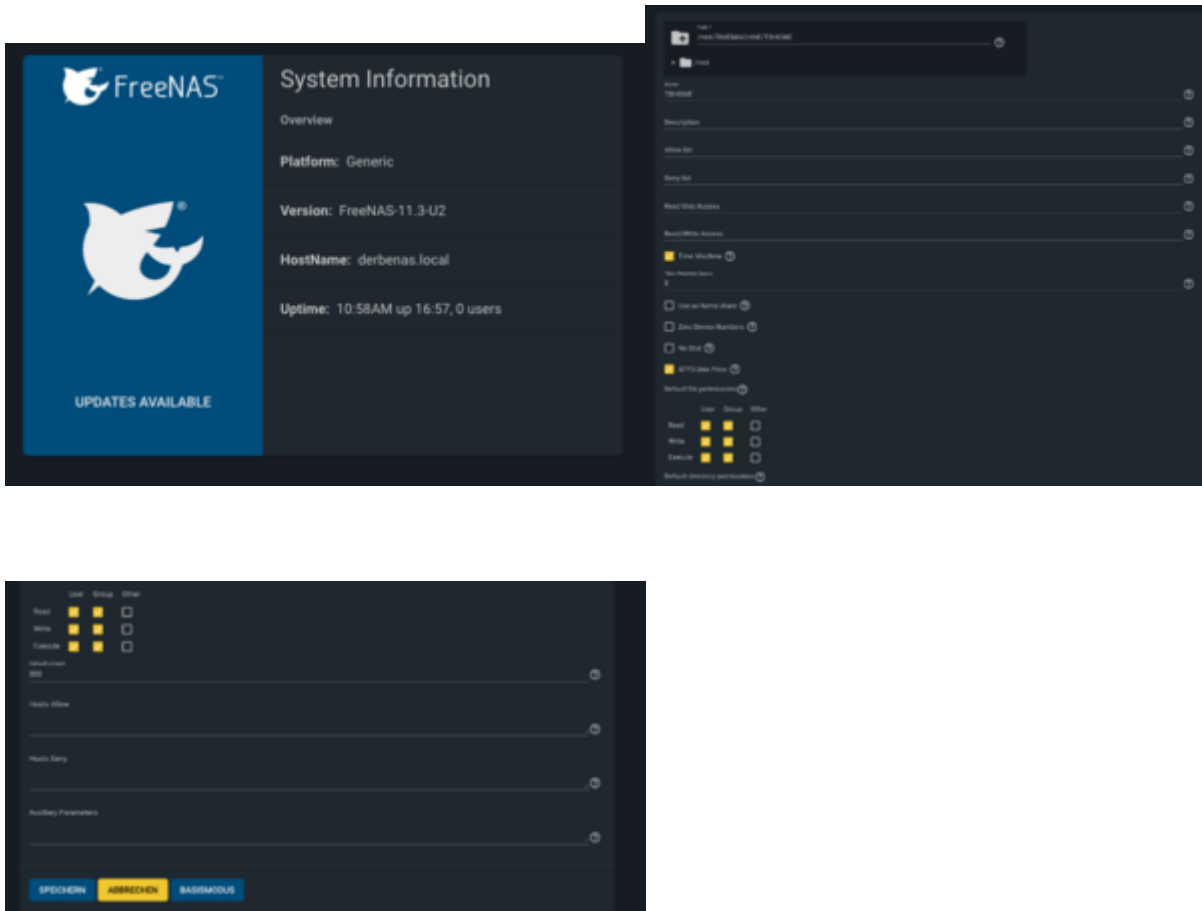 FreeNAS™
System Information
Overview
Platform: Generic
Version: FreeNAS-11.3-U2
HostName: derbenas.local
Uptime: 10:58AM up 16:57, 0 users
®
UPDATES AVAILABLE
Path *
/mnt
Name
Description
Allow list
Deny list
Read Only Access
Read Write Access
Time Machine
0
Use as home share
Zero Device Numbers
No Stat
AFP3 Unix Privs
Default file permissions
User Group Other
Read
Write
Execute
Default directory permissions
User Group Other
Read
Write
Execute
Default umask
000
Hosts Allow
Hosts Deny
Auxiliary Parameters
SPEICHERN ABBRECHEN BASISMODUS